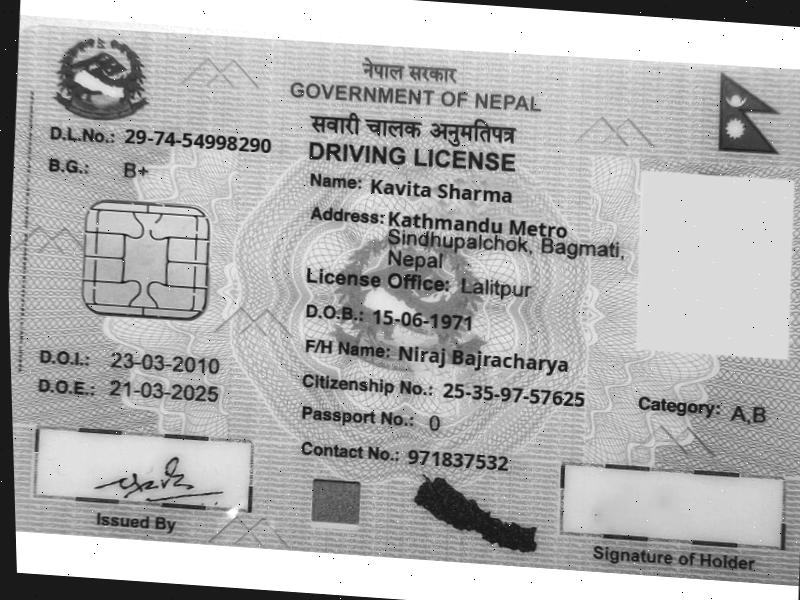 नेपाल सरकार
GOVERNMENT OF NEPAL
सवारी चालक अनुमतिपत्र
DRIVING LICENSE
D.L.No.: 29-74-54998290
B.G.: B+
Name: Kavita Sharma
Address: Kathmandu Metro
Sindhupalchok, Bagmati,
Nepal
License Office: Lalitpur
D.O.B.: 15-06-1971
F/H Name: Niraj Bajracharya
D.O.I.: 23-03-2010
D.O.E.: 21-03-2025
Citizenship No.: 25-35-97-57625
Category: A,B
Passport No.: 0
Contact No.: 971837532
Issued By
Signature of Holder